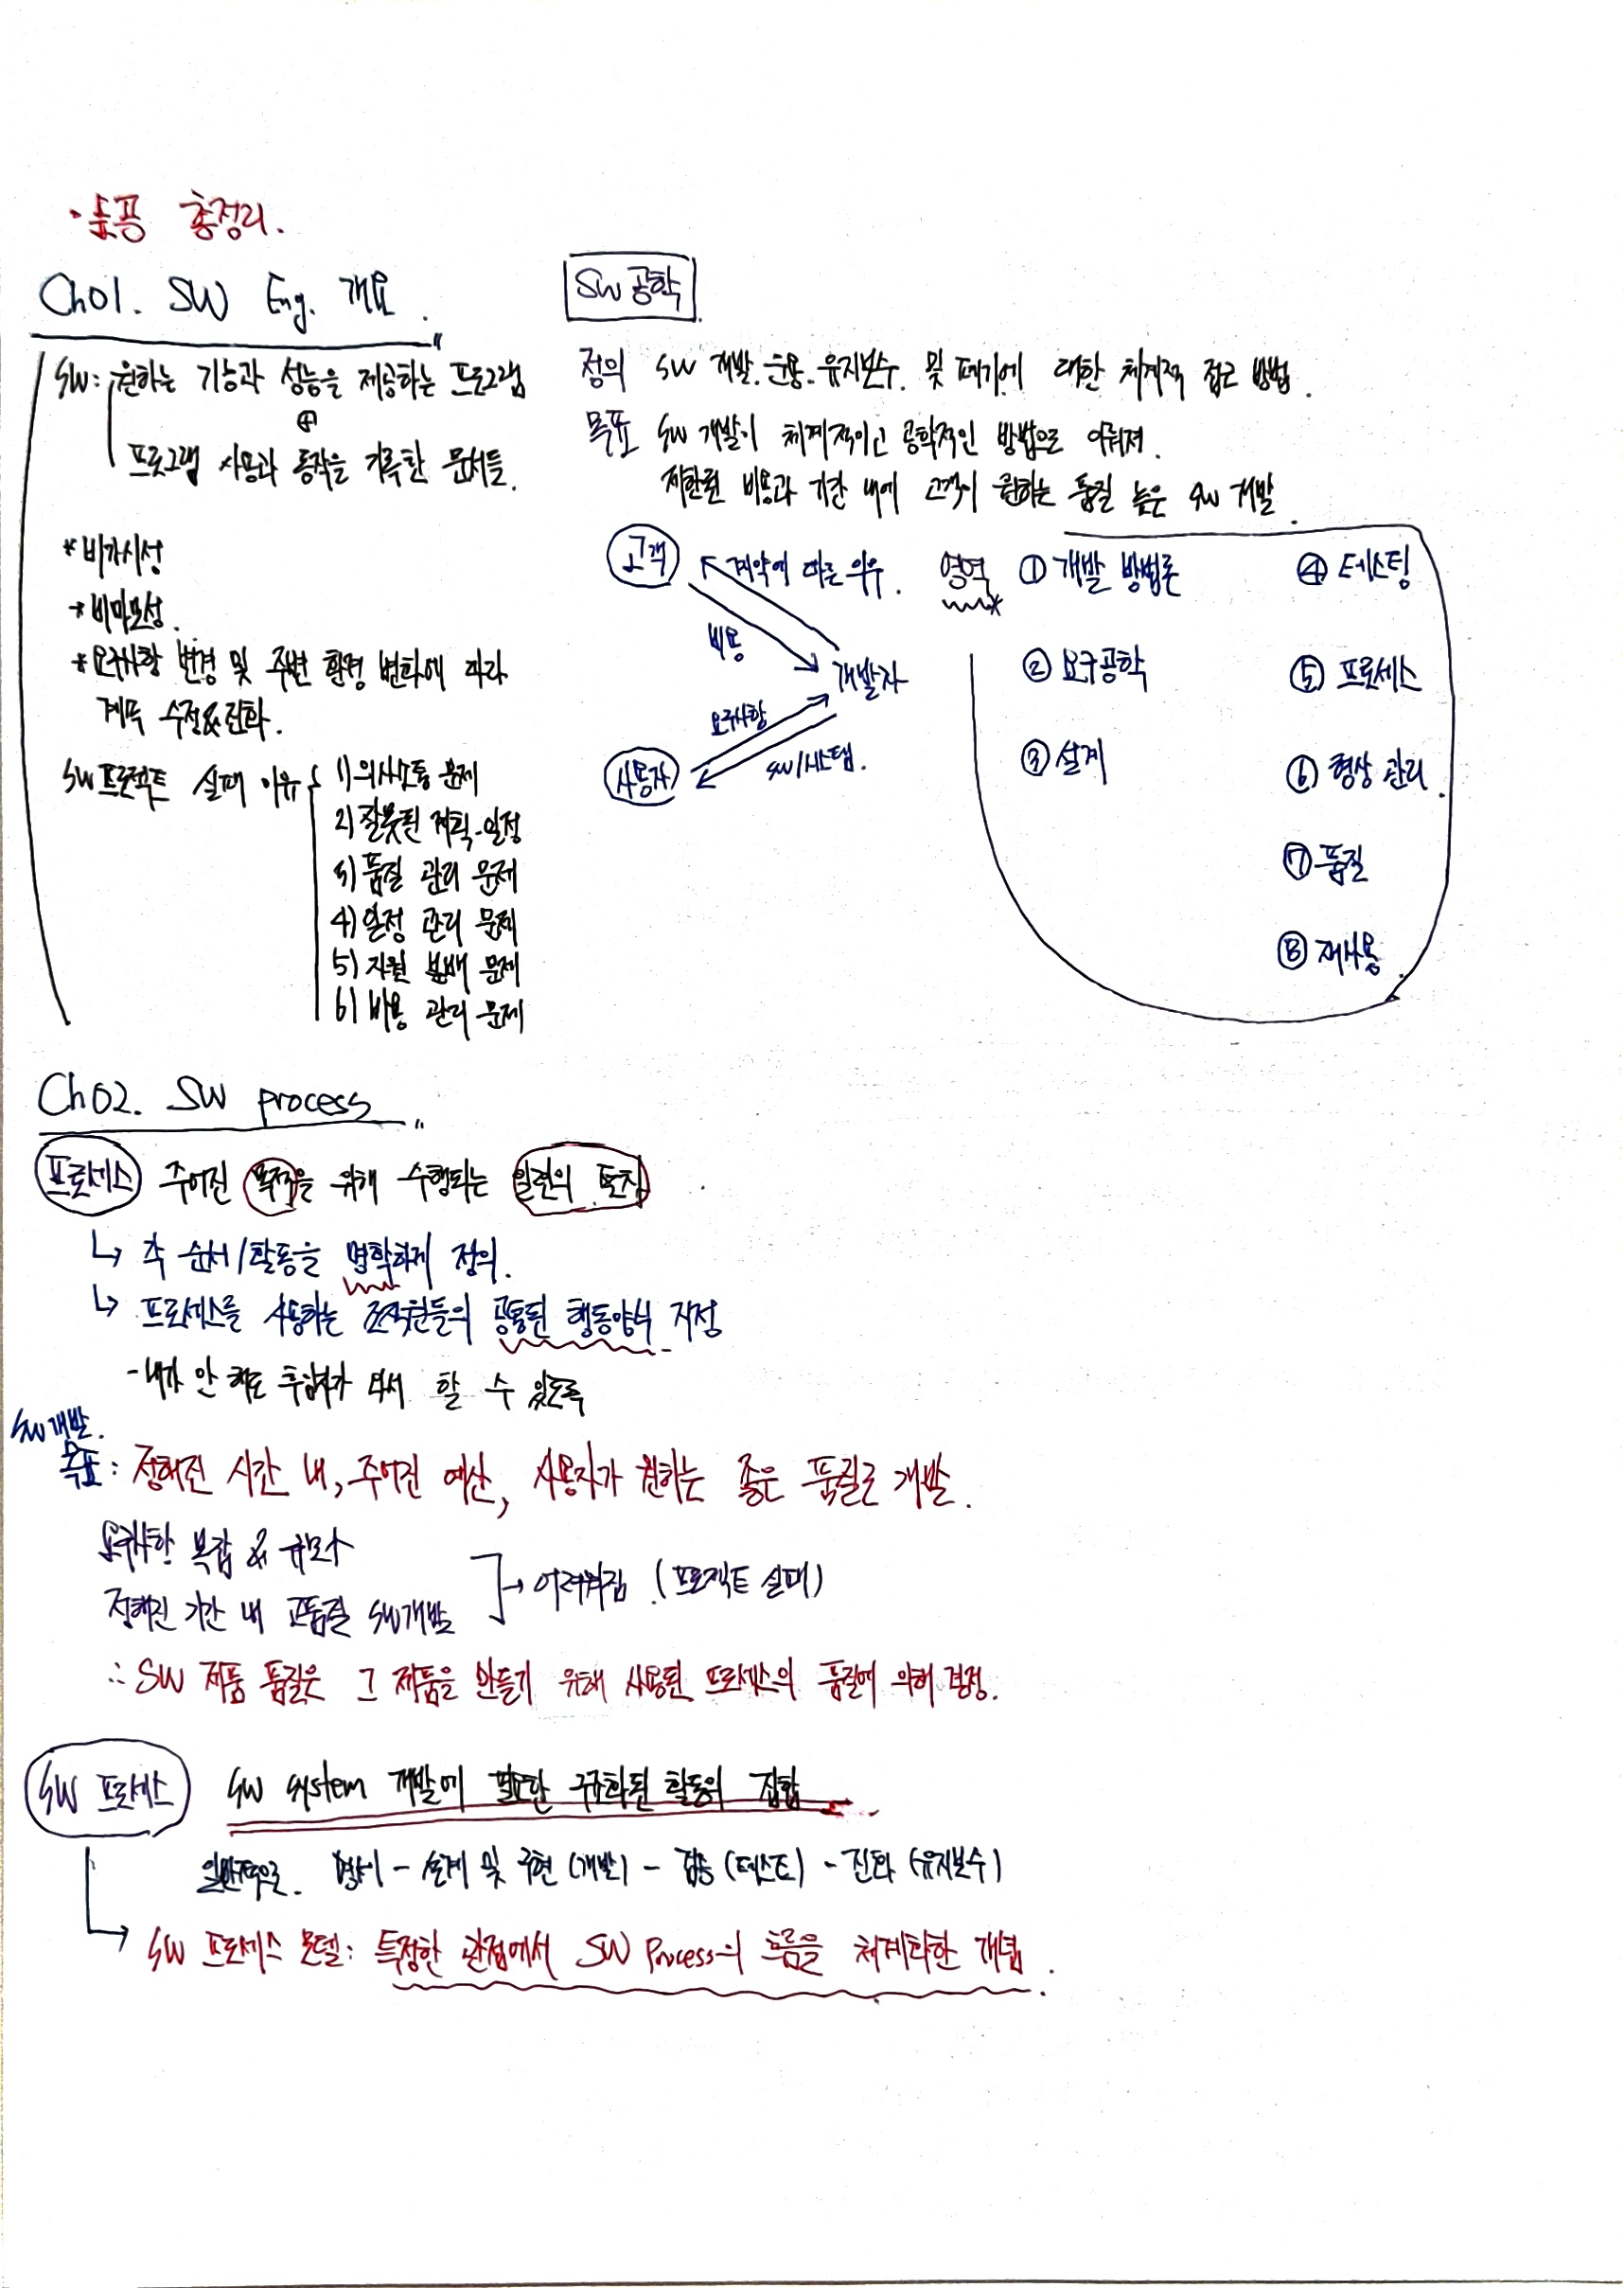 · 총정리.
Ch01. SW Eng. 개요.
SW: 원하는 기능과 성능을 제공하는 프로그램
⊕
프로그램 사용과 동작을 기록한 문서들.
* 비가시성
* 비마모성.
* 요구사항 변경 및 주변 환경 변화에 따라
계속 수정&진화.
SW프로젝트 실패 이유
1) 의사소통 문제
2) 잘못된 계획-일정
3) 품질 관리 문제
4) 일정 관리 문제
5) 자원 분배 문제
6) 비용 관리 문제
SW 공학
정의 SW 개발. 운용. 유지보수. 및 폐기에 대한 체계적 접근 방법.
목표 SW 개발이 체계적이고 공학적인 방법으로 이뤄져.
제한된 비용과 기간 내에 고객이 원하는 품질 높은 SW 개발.
고객
계약에 따른 의무.
비용
개발자
요구사항
SW/시스템.
사용자
영역*
① 개발 방법론
② 요구공학
③ 설계
④ 테스팅
⑤ 프로세스
⑥ 형상 관리.
⑦ 품질
⑧ 재사용.
Ch02. SW process
프로세스 주어진 목적을 위해 수행되는 일련의
↳ 각 순서/활동을 명확하게 정의.
↳ 프로세스를 사용하는 조직원들의 공통된 행동양식 지정
- 내가 안 해도 후임자가 와서 할 수 있도록
SW개발.
목표: 정해진 시간 내, 주어진 예산, 사용자가 원하는 좋은 품질로 개발.
요구사항 복잡 & 규모↑
정해진 기간 내 고품질 SW개발
→ 어려워짐. (프로젝트 실패)
∴ SW 제품 품질은 그 제품을 만들기 위해 사용된 프로세스의 품질에 의해 결정.
SW 프로세스 SW system 개발에 필요한 구조화된 활동의 집합
일반적으로. 명세 - 설계 및 구현 (개발) - 검증 (테스트) - 진화 (유지보수)
→ SW 프로세스 모델: 특정한 관점에서 SW Process의 흐름을 체계화한 개념.